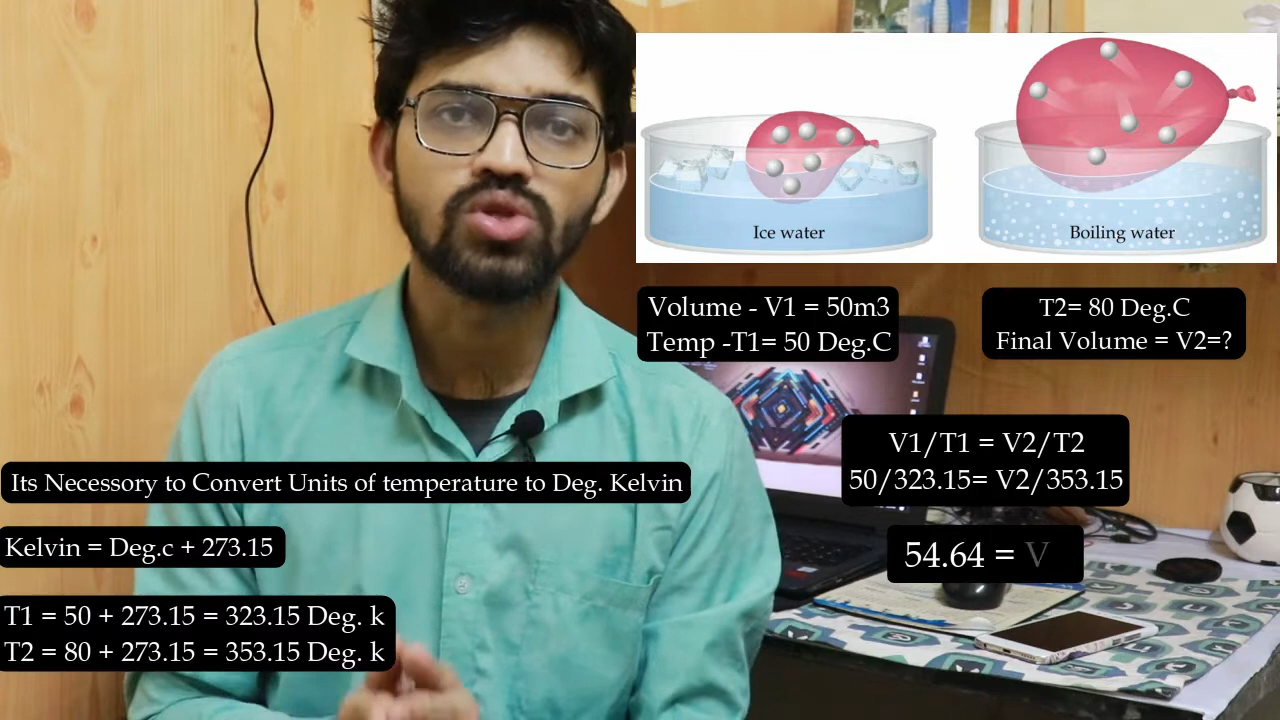 Ice water
Boiling water
Volume - V1 = 50m3
Temp -T1= 50 Deg.C
T2= 80 Deg.C
Final Volume = V2=?
V1/T1 = V2/T2
50/323.15= V2/353.15
54.64 = V
Its Necessory to Convert Units of temperature to Deg. Kelvin
Kelvin = Deg.c + 273.15
T1 = 50 + 273.15 = 323.15 Deg. k
T2 = 80 + 273.15 = 353.15 Deg. k